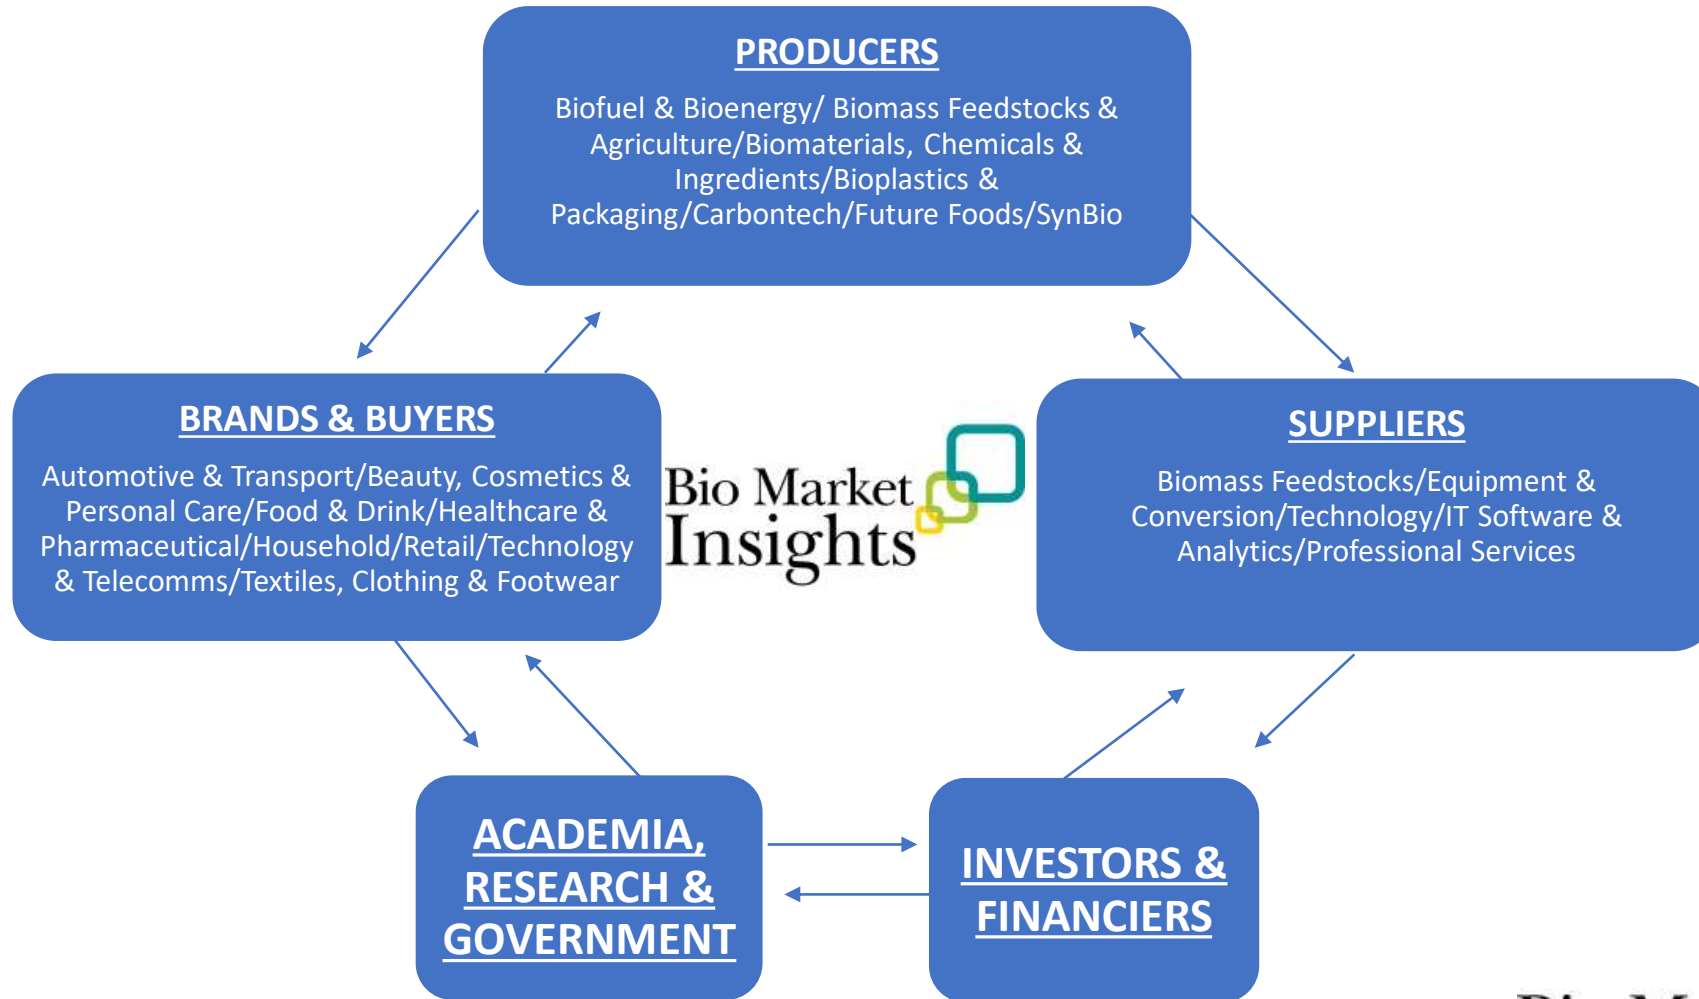 PRODUCERS
Biofuel & Bioenergy/ Biomass Feedstocks &
Agriculture/Biomaterials, Chemicals &
Ingredients/Bioplastics &
Packaging/Carbontech/Future Foods/SynBio
BRANDS & BUYERS
Automotive & Transport/Beauty, Cosmetics &
Personal Care/Food & Drink/Healthcare &
Pharmaceutical/Household/Retail/Technology
& Telecomms/Textiles, Clothing & Footwear
Bio Market
Insights
SUPPLIERS
Biomass Feedstocks/Equipment &
Conversion/Technology/IT Software &
Analytics/Professional Services
ACADEMIA,
RESEARCH &
GOVERNMENT
INVESTORS &
FINANCIERS